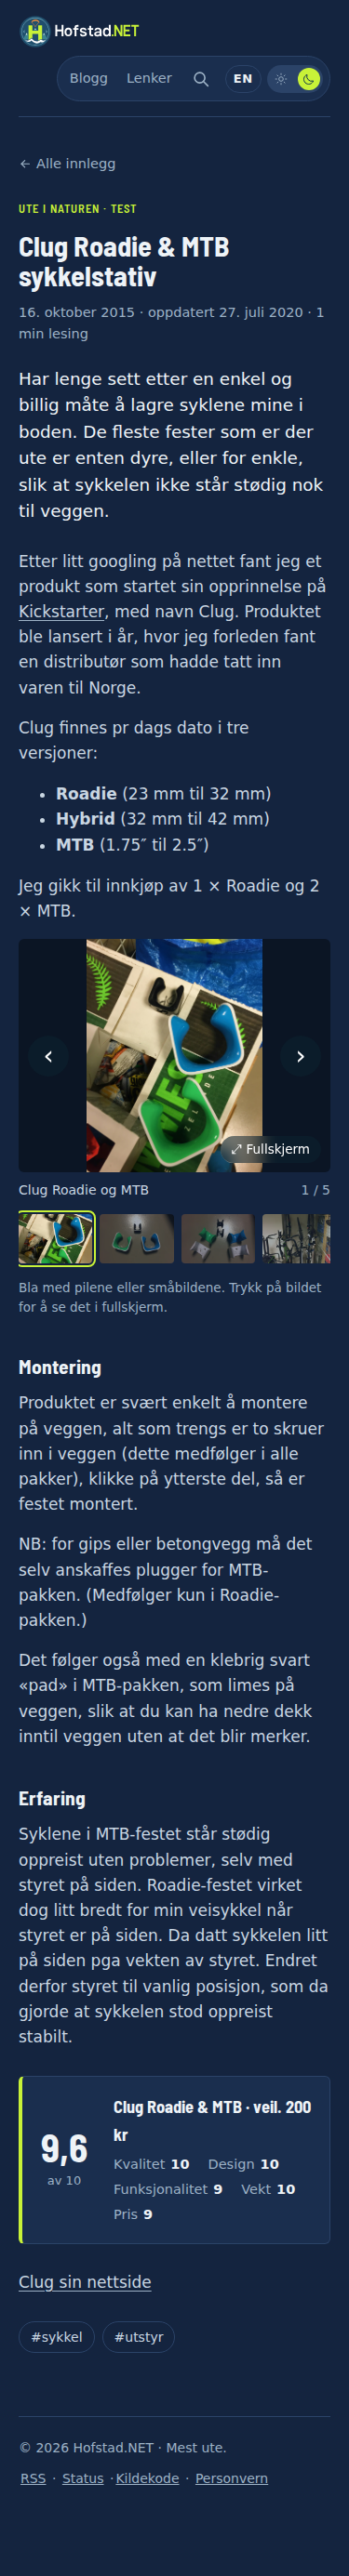 Hofstad.NET
Blogg Lenker EN
← Alle innlegg
UTE I NATUREN · TEST
Clug Roadie & MTB
sykkelstativ
16. oktober 2015 · oppdatert 27. juli 2020 · 1
min lesing
Har lenge sett etter en enkel og
billig måte å lagre syklene mine i
boden. De fleste fester som er der
ute er enten dyre, eller for enkle,
slik at sykkelen ikke står stødig nok
til veggen.
Etter litt googling på nettet fant jeg et
produkt som startet sin opprinnelse på
Kickstarter, med navn Clug. Produktet
ble lansert i år, hvor jeg forleden fant
en distributør som hadde tatt inn
varen til Norge.
Clug finnes pr dags dato i tre
versjoner:
• Roadie (23 mm til 32 mm)
• Hybrid (32 mm til 42 mm)
• MTB (1.75″ til 2.5″)
Jeg gikk til innkjøp av 1 × Roadie og 2
× MTB.
‹ ›
⤢ Fullskjerm
Clug Roadie og MTB 1 / 5
Bla med pilene eller småbildene. Trykk på bildet
for å se det i fullskjerm.
Montering
Produktet er svært enkelt å montere
på veggen, alt som trengs er to skruer
inn i veggen (dette medfølger i alle
pakker), klikke på ytterste del, så er
festet montert.
NB: for gips eller betongvegg må det
selv anskaffes plugger for MTB-
pakken. (Medfølger kun i Roadie-
pakken.)
Det følger også med en klebrig svart
«pad» i MTB-pakken, som limes på
veggen, slik at du kan ha nedre dekk
inntil veggen uten at det blir merker.
Erfaring
Syklene i MTB-festet står stødig
oppreist uten problemer, selv med
styret på siden. Roadie-festet virket
dog litt bredt for min veisykkel når
styret er på siden. Da datt sykkelen litt
på siden pga vekten av styret. Endret
derfor styret til vanlig posisjon, som da
gjorde at sykkelen stod oppreist
stabilt.
9,6
av 10
Clug Roadie & MTB · veil. 200
kr
Kvalitet 10 Design 10
Funksjonalitet 9 Vekt 10
Pris 9
Clug sin nettside
#sykkel #utstyr
© 2026 Hofstad.NET · Mest ute.
RSS · Status · Kildekode · Personvern